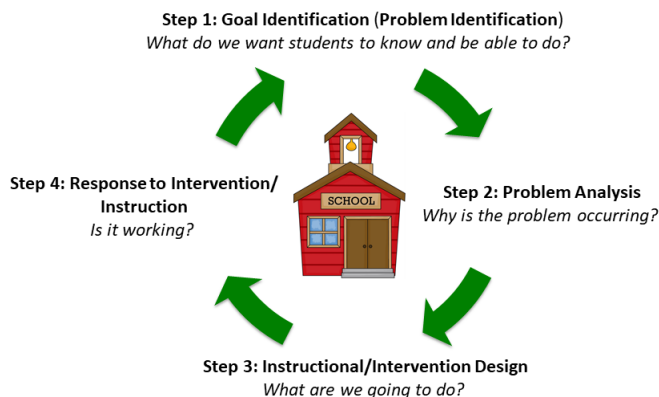 Step 1: Goal Identification (Problem Identification)
What do we want students to know and be able to do?
SCHOOL
Step 2: Problem Analysis
Why is the problem occurring?
Step 3: Instructional/Intervention Design
What are we going to do?
Step 4: Response to Intervention/
Instruction
Is it working?